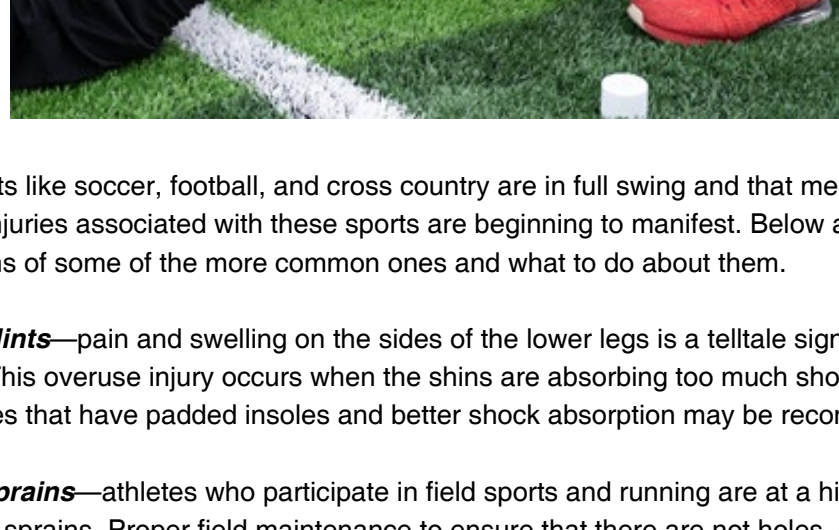 ts like soccer, football, and cross country are in full swing and that me
njuries associated with these sports are beginning to manifest. Below a
ns of some of the more common ones and what to do about them.
lints—pain and swelling on the sides of the lower legs is a telltale sign
This overuse injury occurs when the shins are absorbing too much sho
es that have padded insoles and better shock absorption may be recor
prains—athletes who participate in field sports and running are at a hi
sprains. Proper field maintenance to ensure that there are not holes